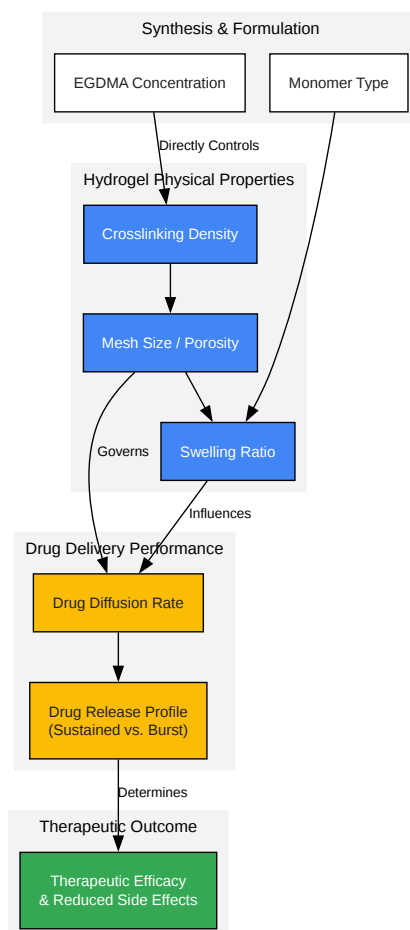 Synthesis & Formulation
EGDMA Concentration
Monomer Type
Directly Controls
Hydrogel Physical Properties
Crosslinking Density
Mesh Size / Porosity
Governs
Swelling Ratio
Influences
Drug Delivery Performance
Drug Diffusion Rate
Drug Release Profile
(Sustained vs. Burst)
Determines
Therapeutic Outcome
Therapeutic Efficacy
& Reduced Side Effects